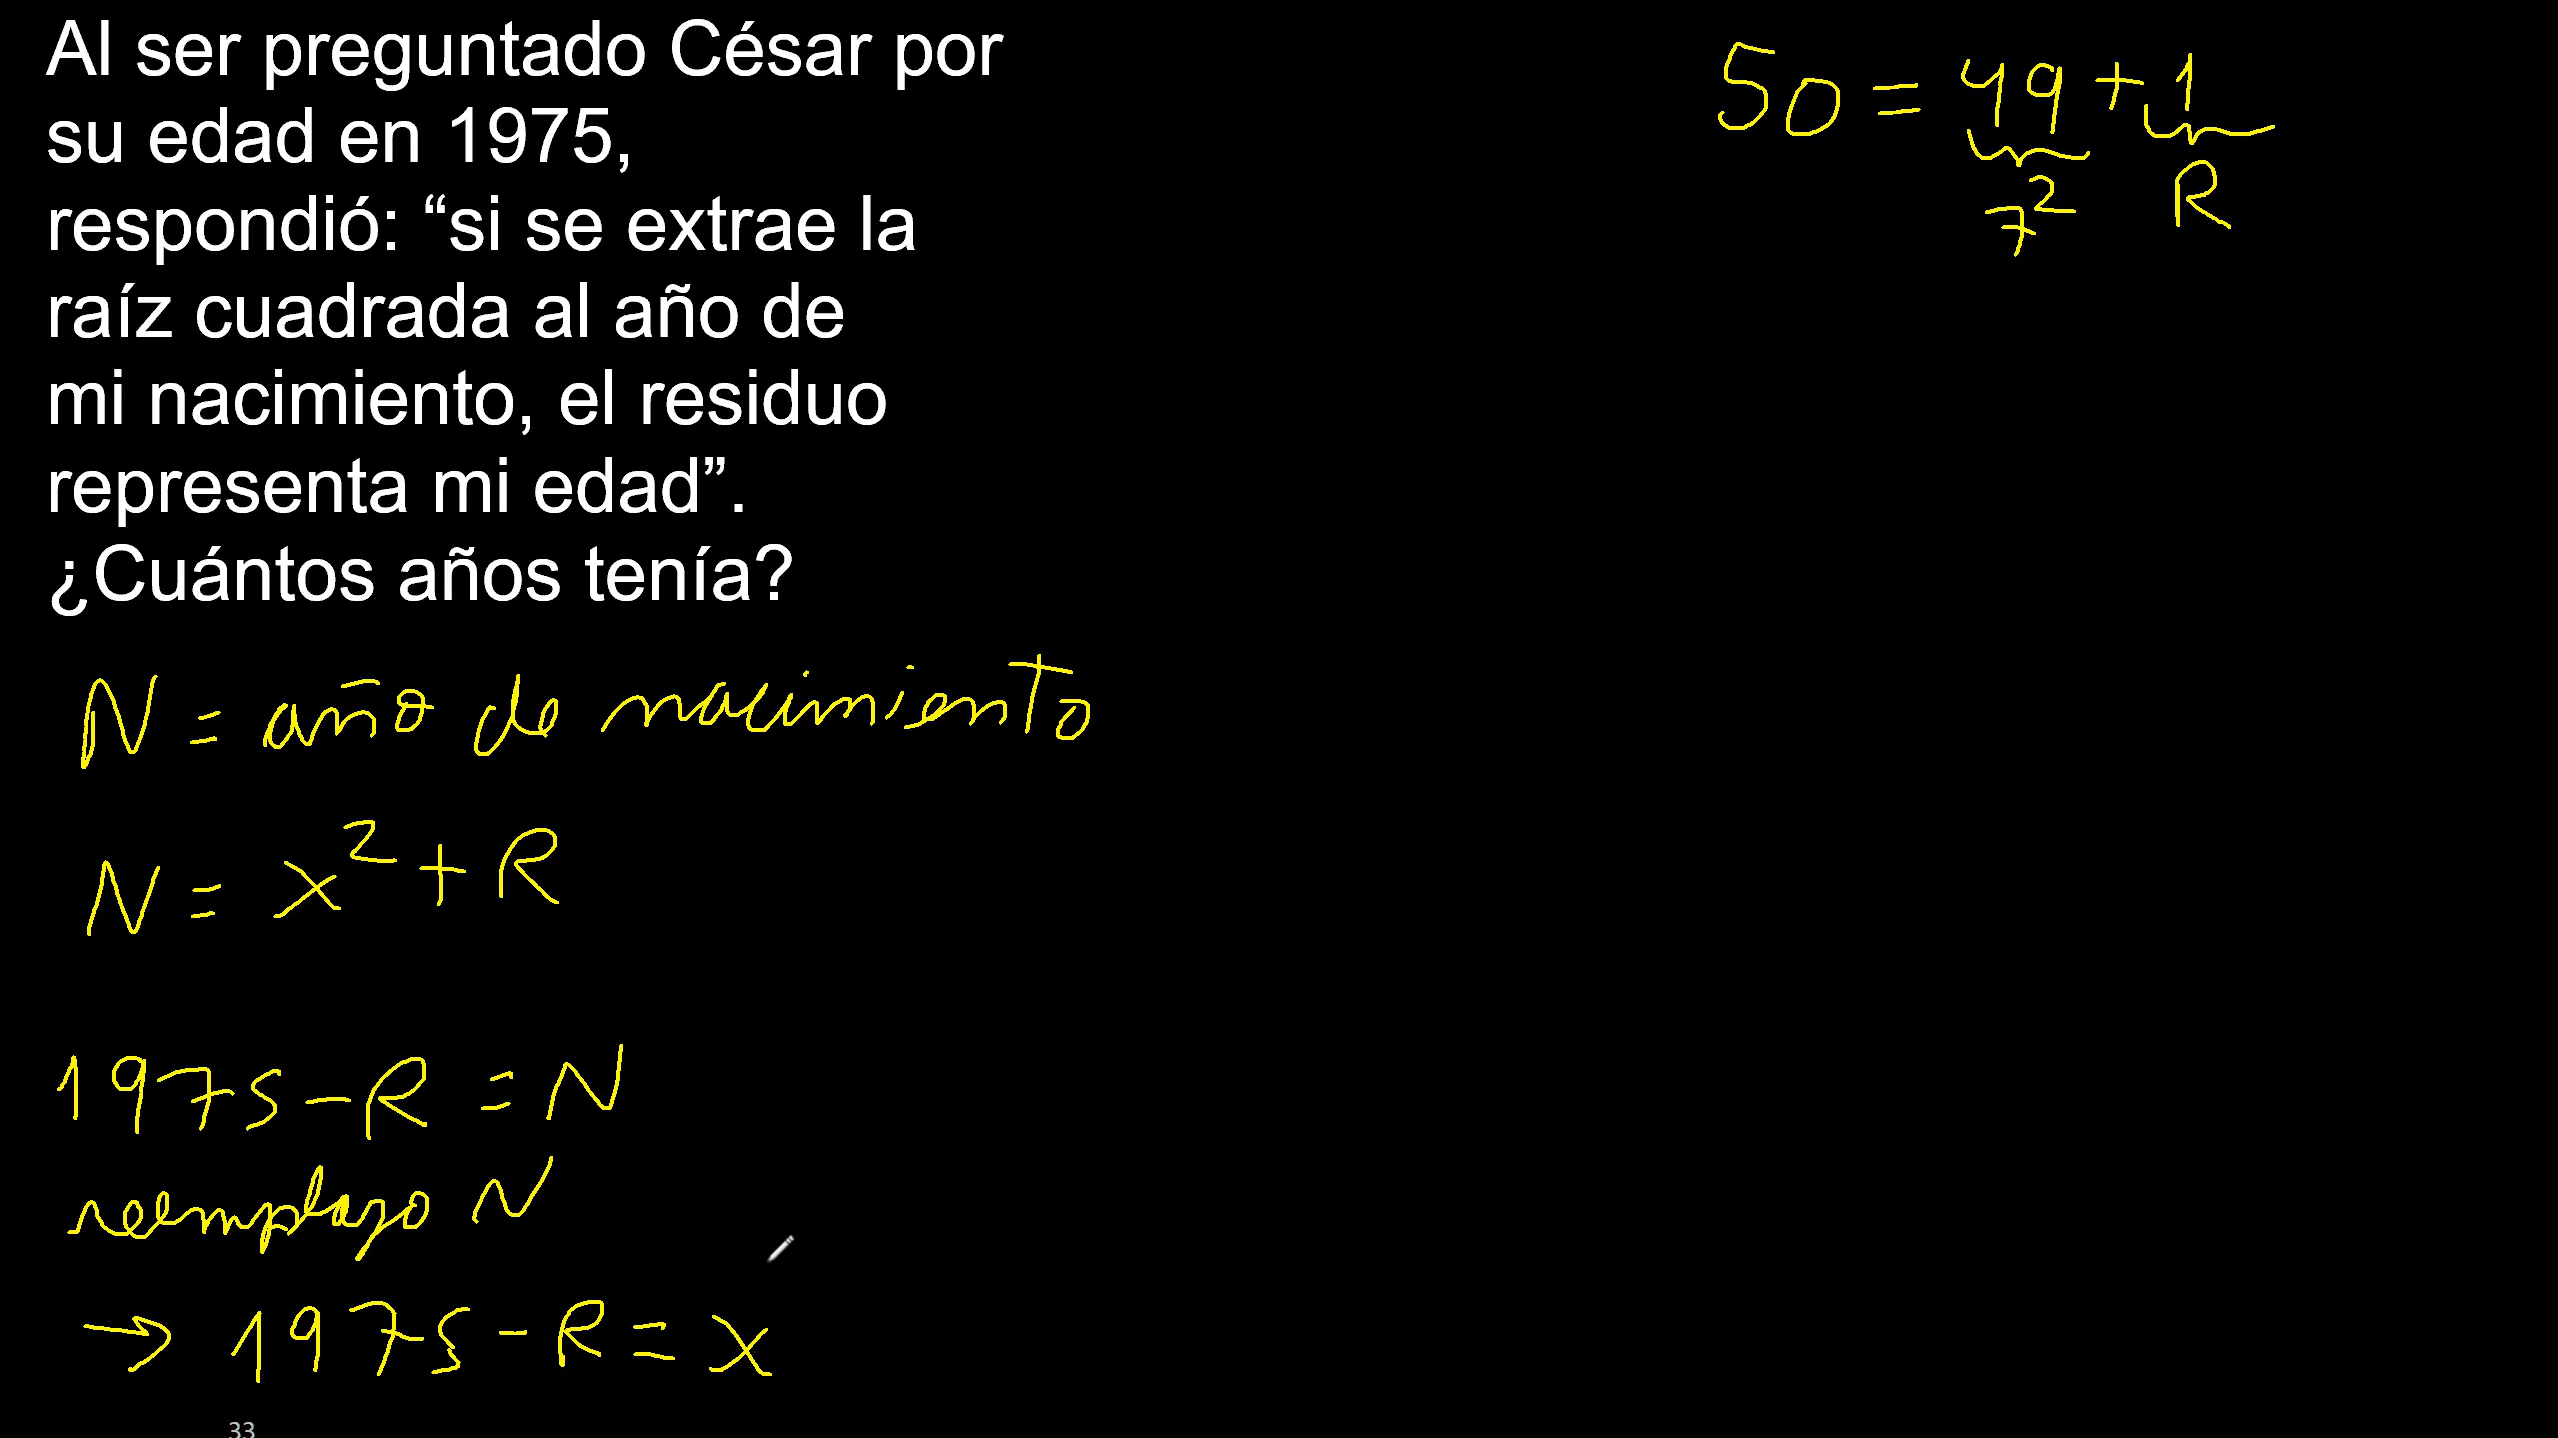 Al ser preguntado César por
su edad en 1975,
respondió: “si se extrae la
raíz cuadrada al año de
mi nacimiento, el residuo
representa mi edad”.
¿Cuántos años tenía?
N = año de nacimiento
N = x² + R
1975 - R = N
reemplazo N
→ 1975 - R = x
50 = 49 + 1
7² R
33